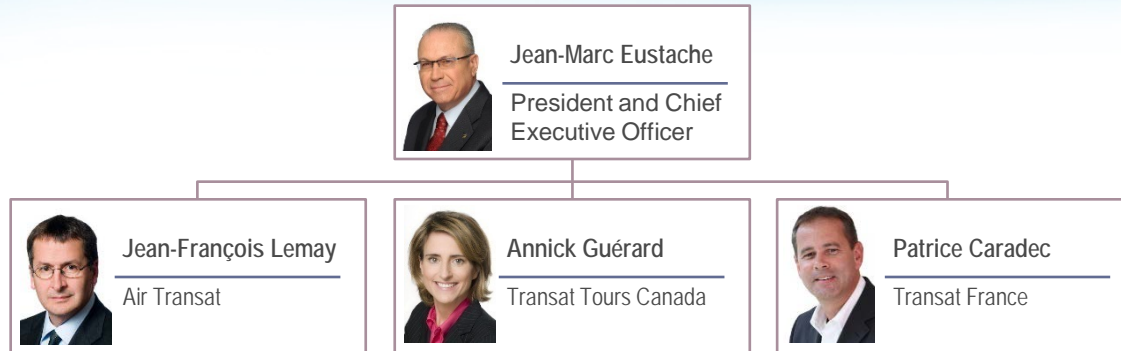 Jean-Marc Eustache
President and Chief
Executive Officer
Jean-François Lemay
Air Transat
Annick Guérard
Transat Tours Canada
Patrice Caradec
Transat France